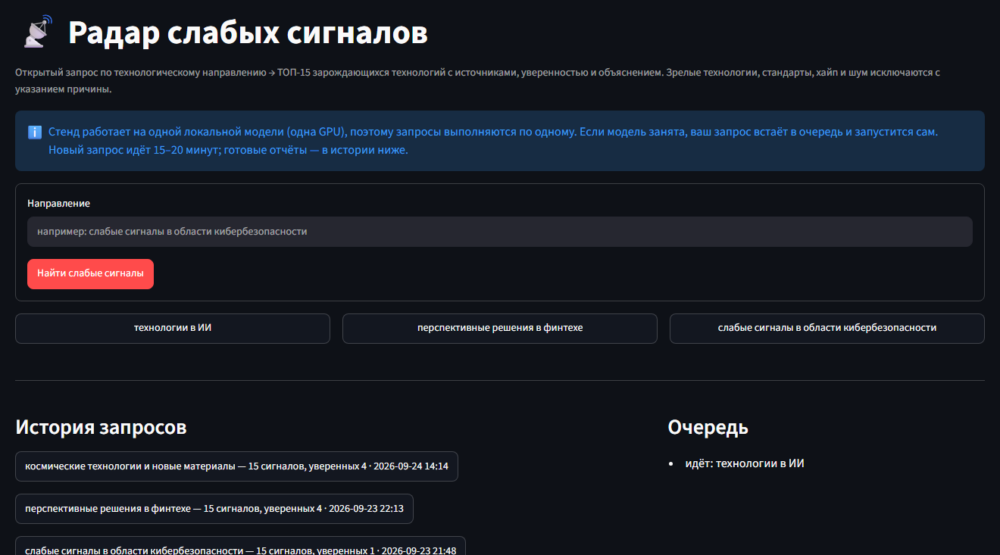 Радар слабых сигналов
Открытый запрос по технологическому направлению → ТОП-15 зарождающихся технологий с источниками, уверенностью и объяснением. Зрелые технологии, стандарты, хайп и шум исключаются с
указанием причины.
Стенд работает на одной локальной модели (одна GPU), поэтому запросы выполняются по одному. Если модель занята, ваш запрос встаёт в очередь и запустится сам.
Новый запрос идёт 15–20 минут; готовые отчёты — в истории ниже.
Направление
например: слабые сигналы в области кибербезопасности
Найти слабые сигналы
технологии в ИИ
перспективные решения в финтехе
слабые сигналы в области кибербезопасности
История запросов
космические технологии и новые материалы — 15 сигналов, уверенных 4 · 2026-09-24 14:14
перспективные решения в финтехе — 15 сигналов, уверенных 4 · 2026-09-23 22:13
слабые сигналы в области кибербезопасности — 15 сигналов, уверенных 1 · 2026-09-23 21:48
Очередь
• идёт: технологии в ИИ